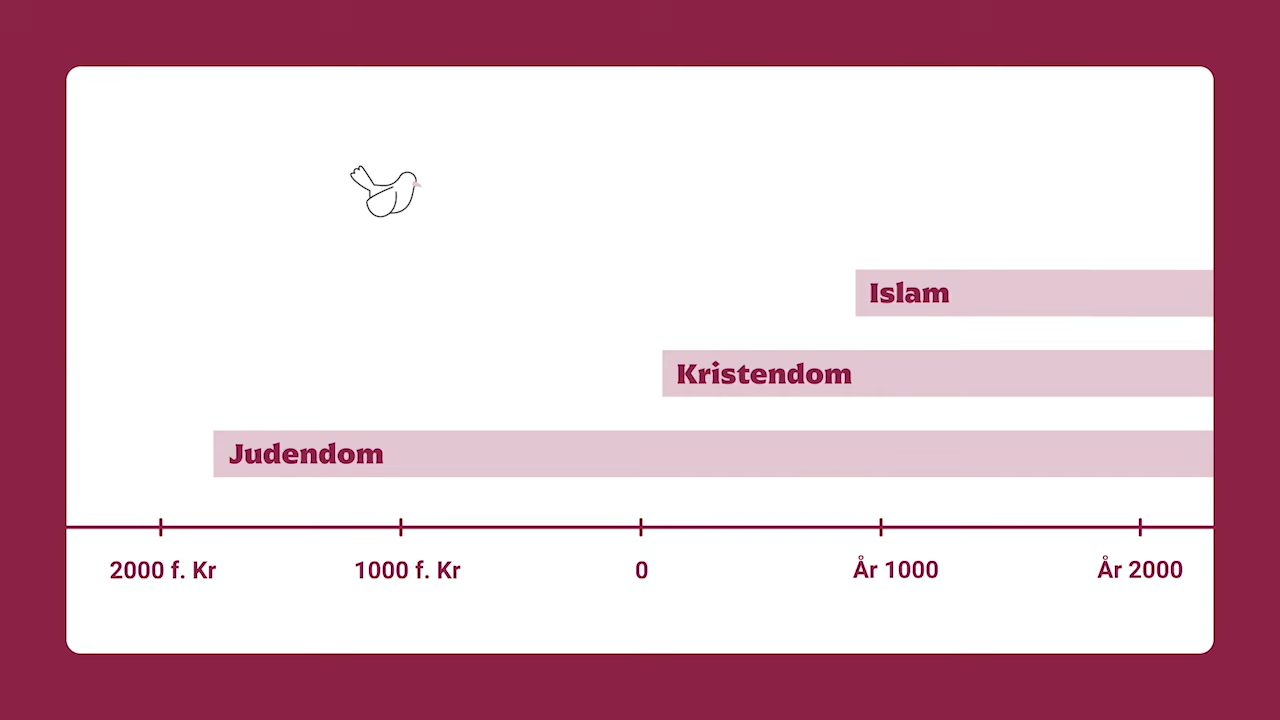 Islam
Kristendom
Judendom
2000 f. Kr
1000 f. Kr
0
År 1000
År 2000